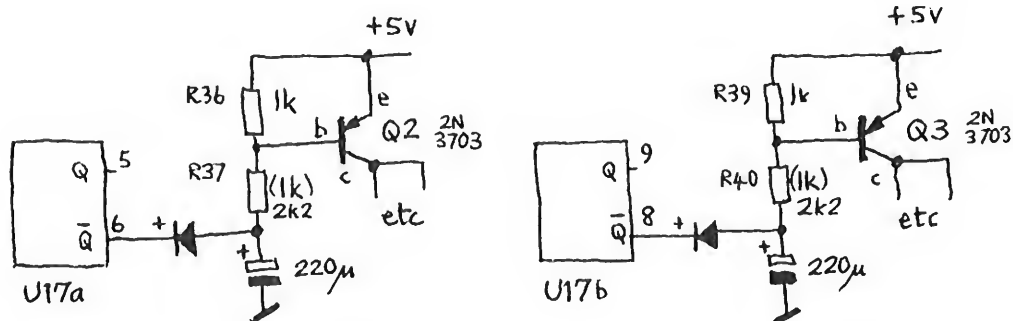 +5V
R36
1k
e
b
Q2
2N
3703
R37
(1k)
2k2
c
etc
Q
5
Q̅
6
+
+
220μ
U17a
+5V
R39
1k
e
b
Q3
2N
3703
R40
(1k)
2k2
c
etc
Q
9
Q̅
8
+
+
220μ
U17b